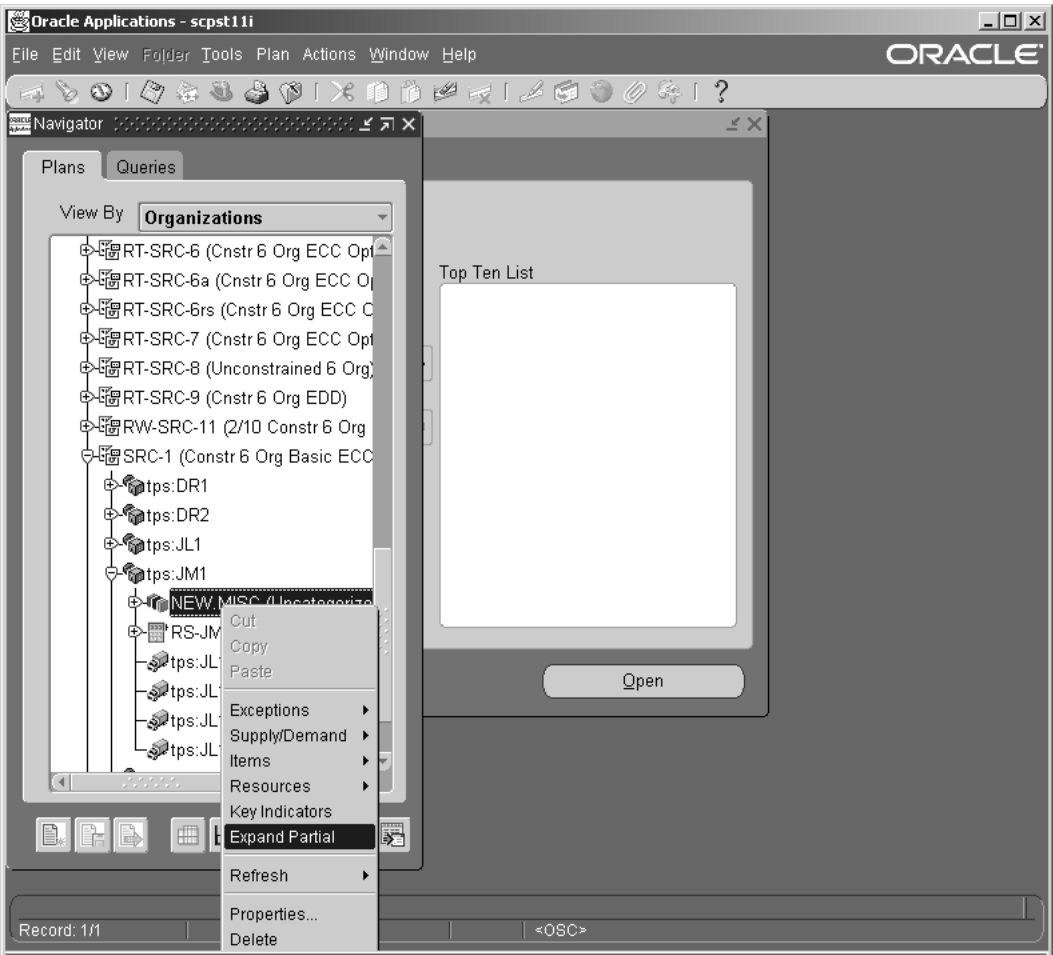 Oracle Applications - scpst11i
File Edit View Folder Tools Plan Actions Window Help
ORACLE
Navigator
Plans Queries
View By Organizations
RT-SRC-6 (Cnstr 6 Org ECC Opt
RT-SRC-6a (Cnstr 6 Org ECC O
RT-SRC-6rs (Cnstr 6 Org ECC C
RT-SRC-7 (Cnstr 6 Org ECC Opt
RT-SRC-8 (Unconstrained 6 Org)
RT-SRC-9 (Cnstr 6 Org EDD)
RW-SRC-11 (2/10 Constr 6 Org
SRC-1 (Constr 6 Org Basic ECC
tps:DR1
tps:DR2
tps:JL1
tps:JM1
NEW.MISC (Uncategorize
RS-JM
tps:JL
tps:JL
tps:JL
tps:JL
Cut
Copy
Paste
Exceptions
Supply/Demand
Items
Resources
Key Indicators
Expand Partial
Refresh
Properties...
Delete
Top Ten List
Open
Record: 1/1
<OSC>